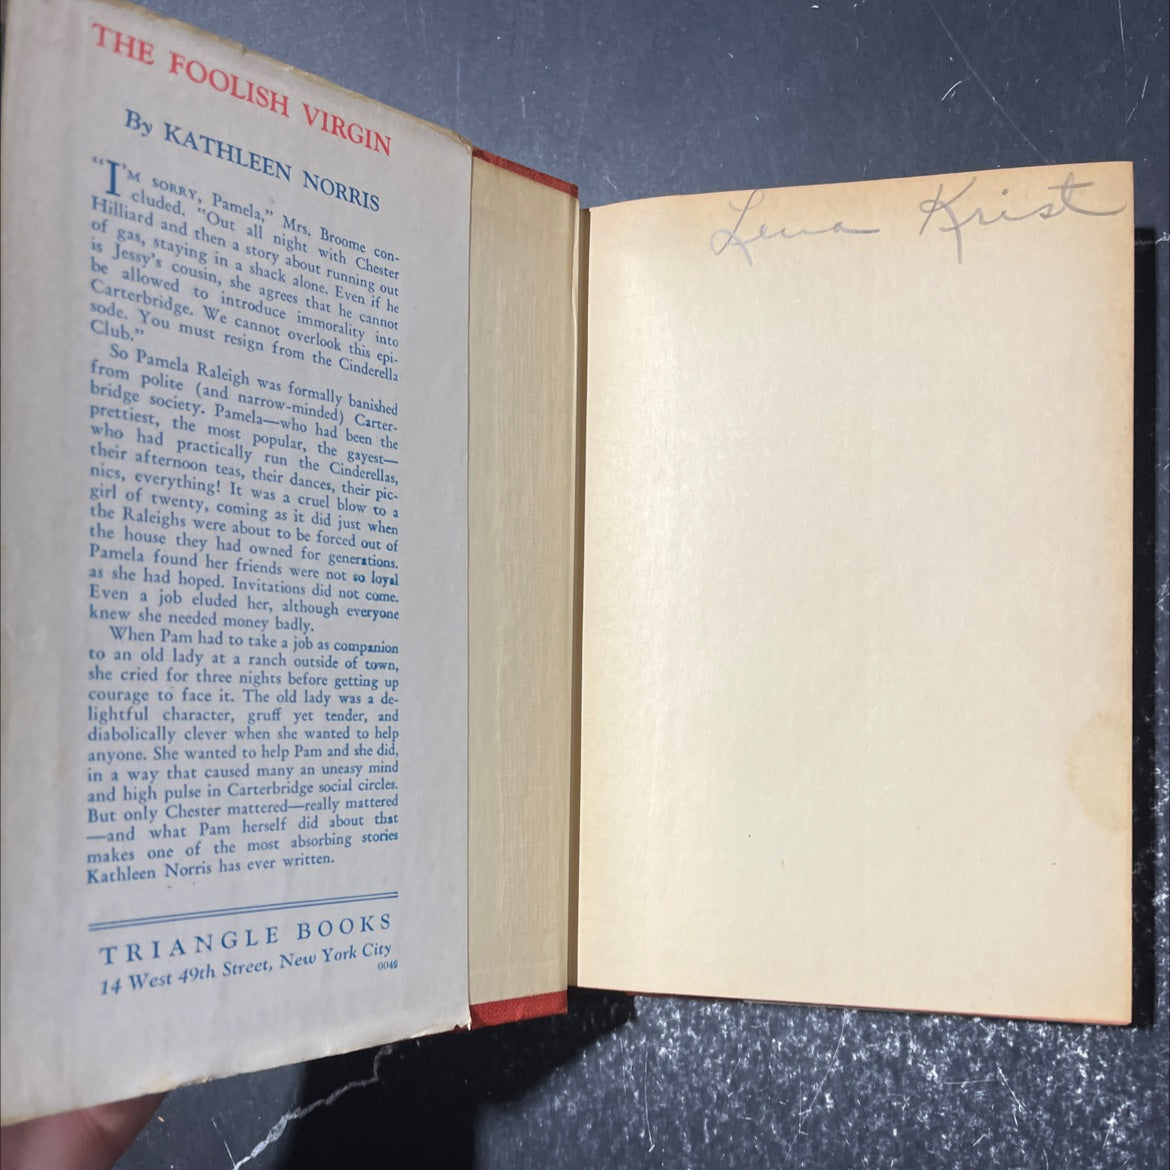 THE FOOLISH VIRGIN
By KATHLEEN NORRIS
"I'M SORRY, Pamela," Mrs. Broome con-
cluded. "Out all night with Chester
Hilliard and then a story about running out
of gas, staying in a shack alone. Even if he
is Jessy's cousin, she agrees that he cannot
be allowed to introduce immorality into
Carterbridge. We cannot overlook this epi-
sode. You must resign from the Cinderella
Club."
So Pamela Raleigh was formally banished
from polite (and narrow-minded) Carter-
bridge society. Pamela—who had been the
prettiest, the most popular, the gayest—
who had practically run the Cinderellas,
their afternoon teas, their dances, their pic-
nics, everything! It was a cruel blow to a
girl of twenty, coming as it did just when
the Raleighs were about to be forced out of
the house they had owned for generations.
Pamela found her friends were not so loyal
as she had hoped. Invitations did not come.
Even a job eluded her, although everyone
knew she needed money badly.
When Pam had to take a job as companion
to an old lady at a ranch outside of town,
she cried for three nights before getting up
courage to face it. The old lady was a de-
lightful character, gruff yet tender, and
diabolically clever when she wanted to help
anyone. She wanted to help Pam and she did,
in a way that caused many an uneasy mind
and high pulse in Carterbridge social circles.
But only Chester mattered—really mattered
—and what Pam herself did about that
makes one of the most absorbing stories
Kathleen Norris has ever written.
TRIANGLE BOOKS
14 West 49th Street, New York City
0048
Lena Krist